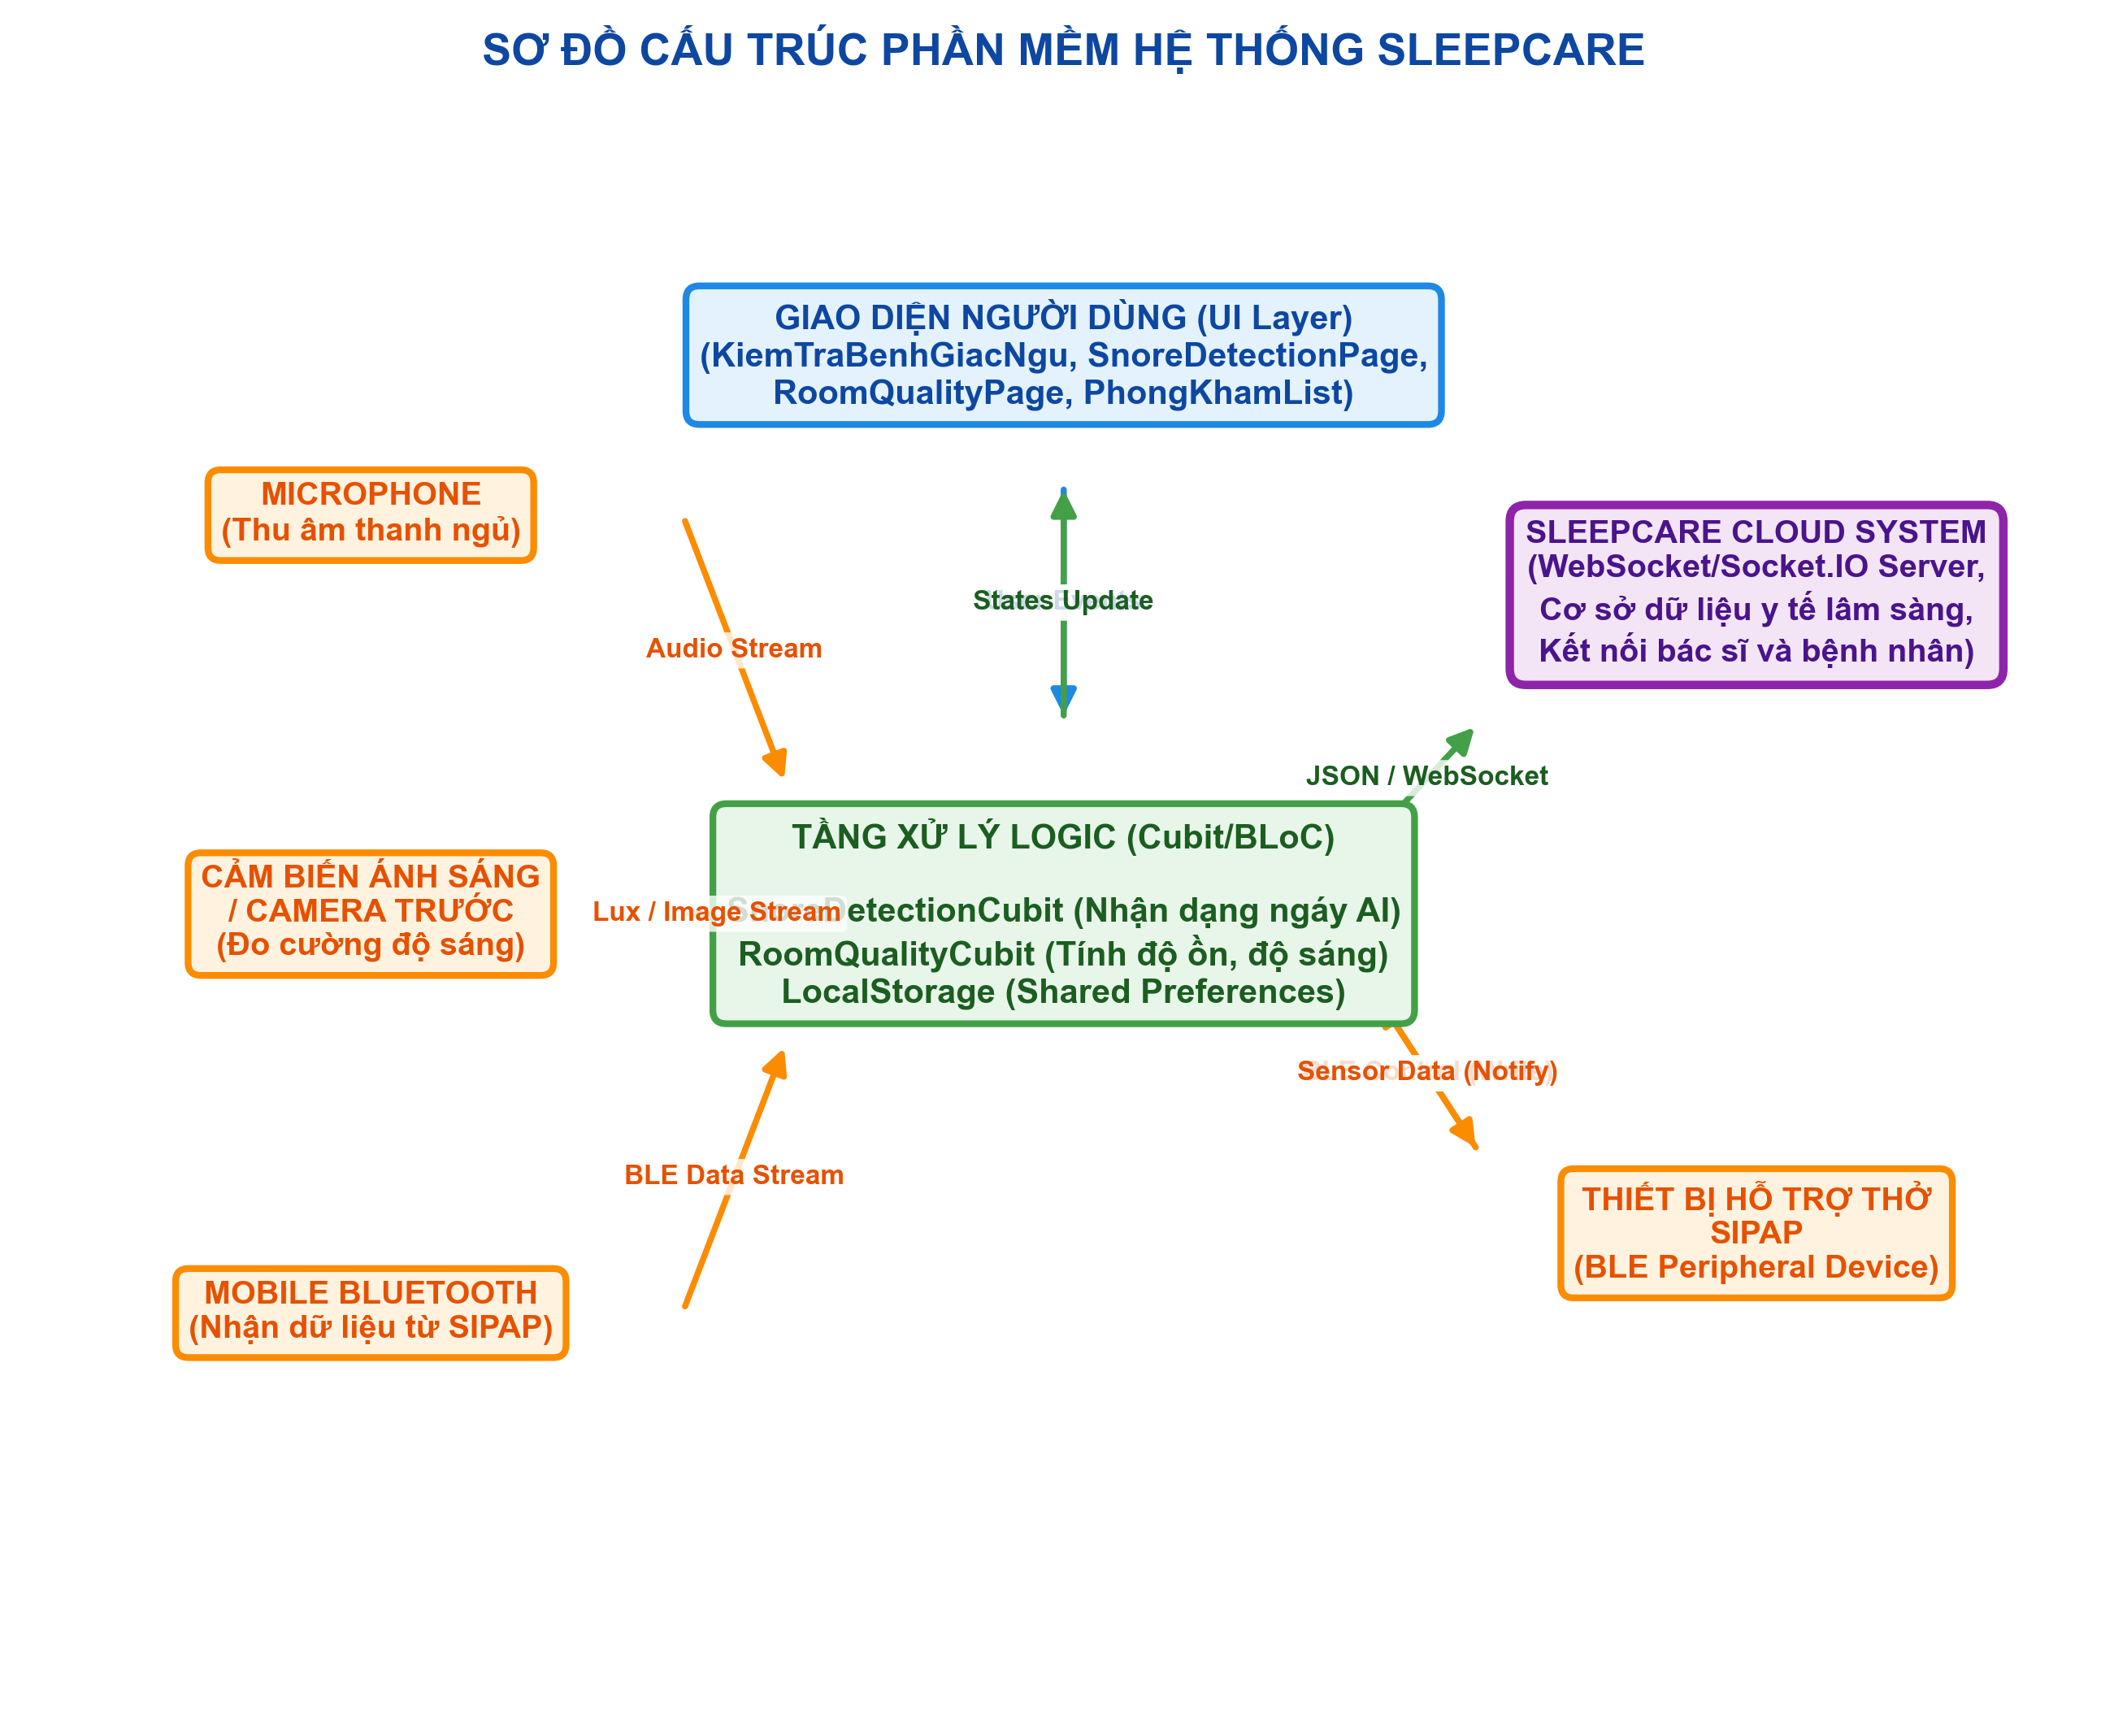 SƠ ĐỒ CẤU TRÚC PHẦN MỀM HỆ THỐNG SLEEPCARE
GIAO DIỆN NGƯỜI DÙNG (UI Layer)
(KiemTraBenhGiacNgu, SnoreDetectionPage,
RoomQualityPage, PhongKhamList)
MICROPHONE
(Thu âm thanh ngủ)
SLEEPCARE CLOUD SYSTEM
(WebSocket/Socket.IO Server,
Cơ sở dữ liệu y tế lâm sàng,
Kết nối bác sĩ và bệnh nhân)
States Update
Audio Stream
JSON / WebSocket
TẦNG XỬ LÝ LOGIC (Cubit/BLoC)
CẢM BIẾN ÁNH SÁNG
/ CAMERA TRƯỚC
(Đo cường độ sáng)
Lux / Image Stream
SnoreDetectionCubit (Nhận dạng ngáy AI)
RoomQualityCubit (Tính độ ồn, độ sáng)
LocalStorage (Shared Preferences)
Sensor Data (Notify)
BLE Data Stream
THIẾT BỊ HỖ TRỢ THỞ
SIPAP
(BLE Peripheral Device)
MOBILE BLUETOOTH
(Nhận dữ liệu từ SIPAP)